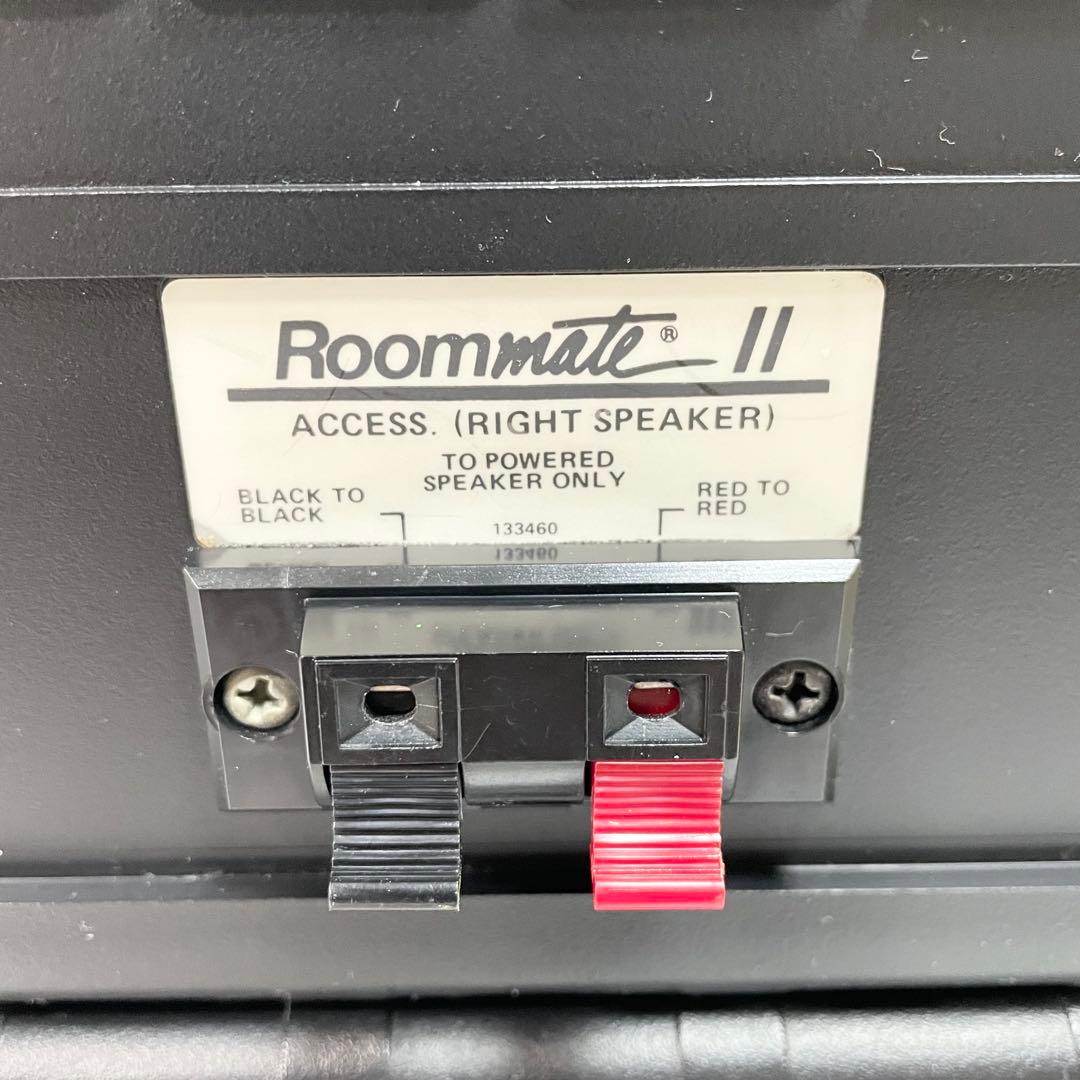 Roommate® II
ACCESS. (RIGHT SPEAKER)
TO POWERED
SPEAKER ONLY
BLACK TO
BLACK
RED TO
RED
133460